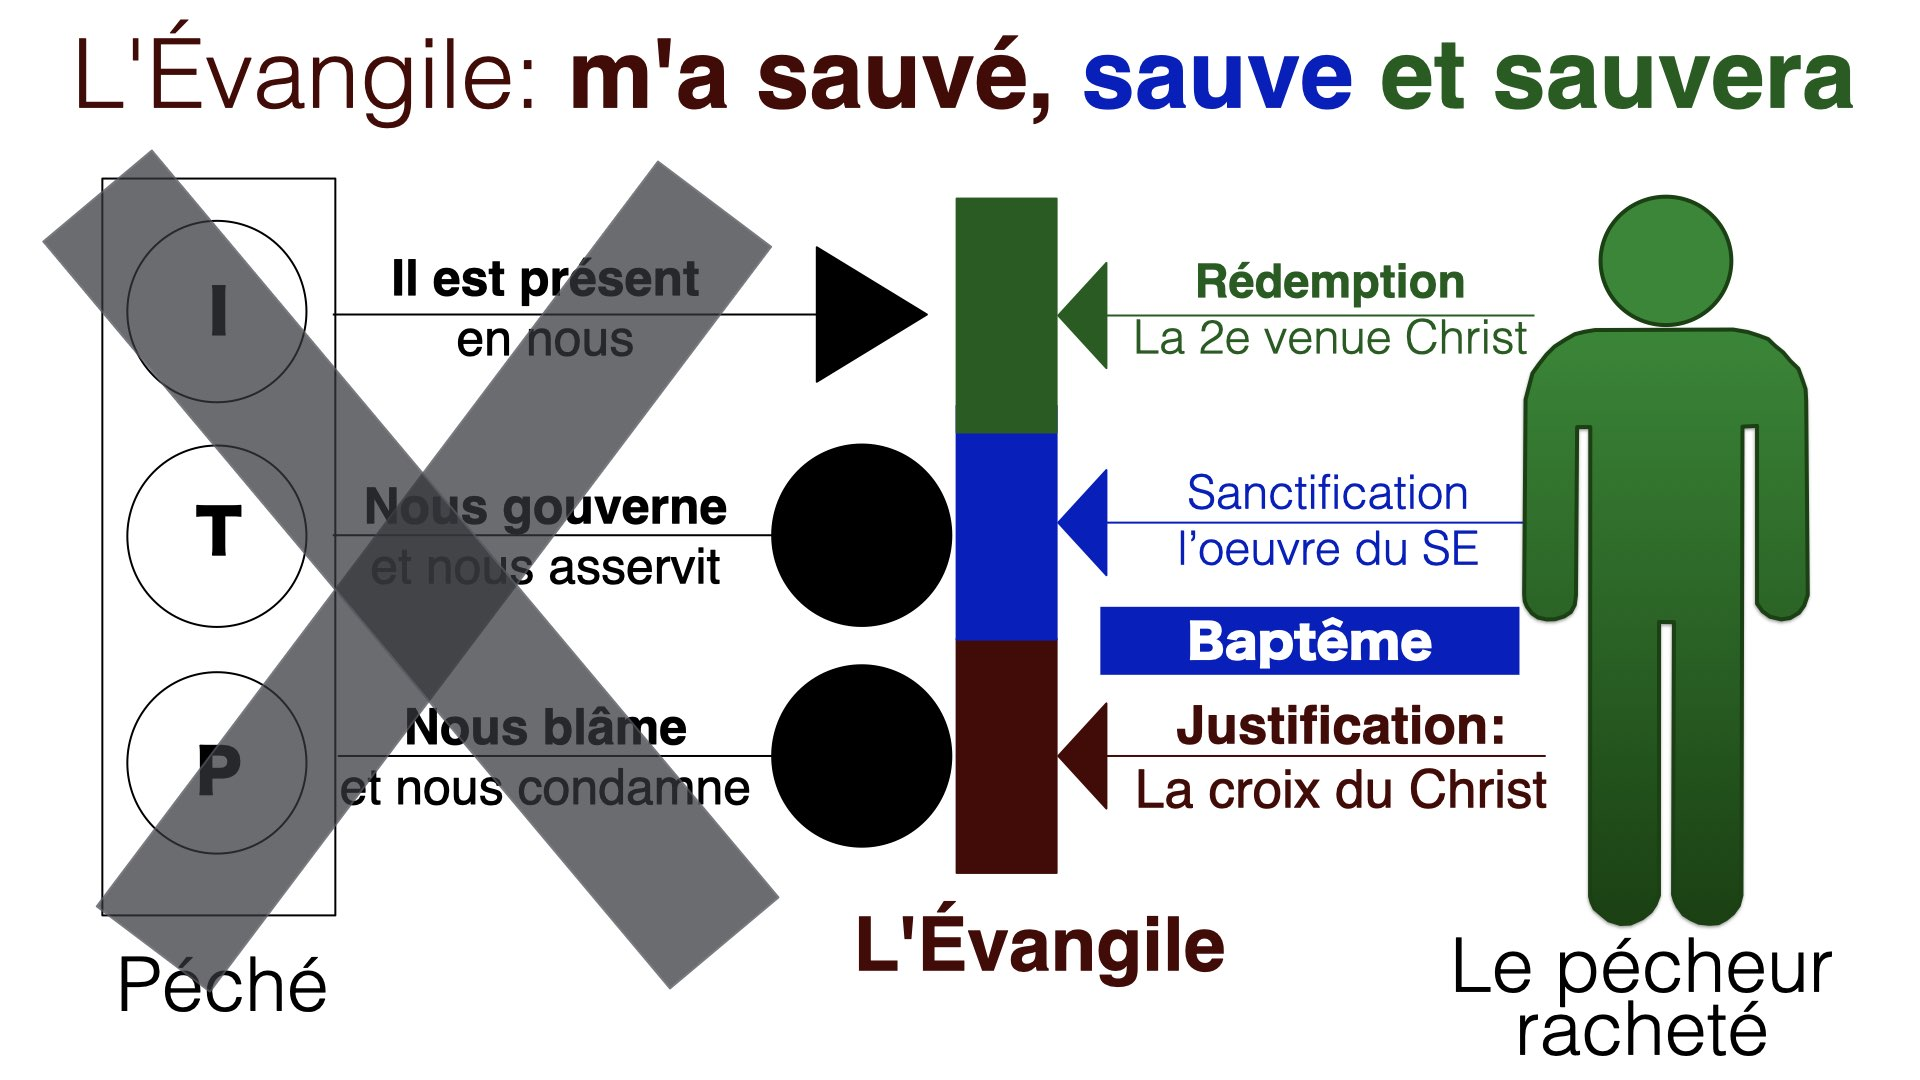 L'Évangile: m'a sauvé, sauve et sauvera
I
Il est présent
en nous
Rédemption
La 2e venue Christ
T
Nous gouverne
et nous asservit
Sanctification
l’oeuvre du SE
Baptême
P
Nous blâme
et nous condamne
Justification:
La croix du Christ
L'Évangile
Péché
Le pécheur
racheté